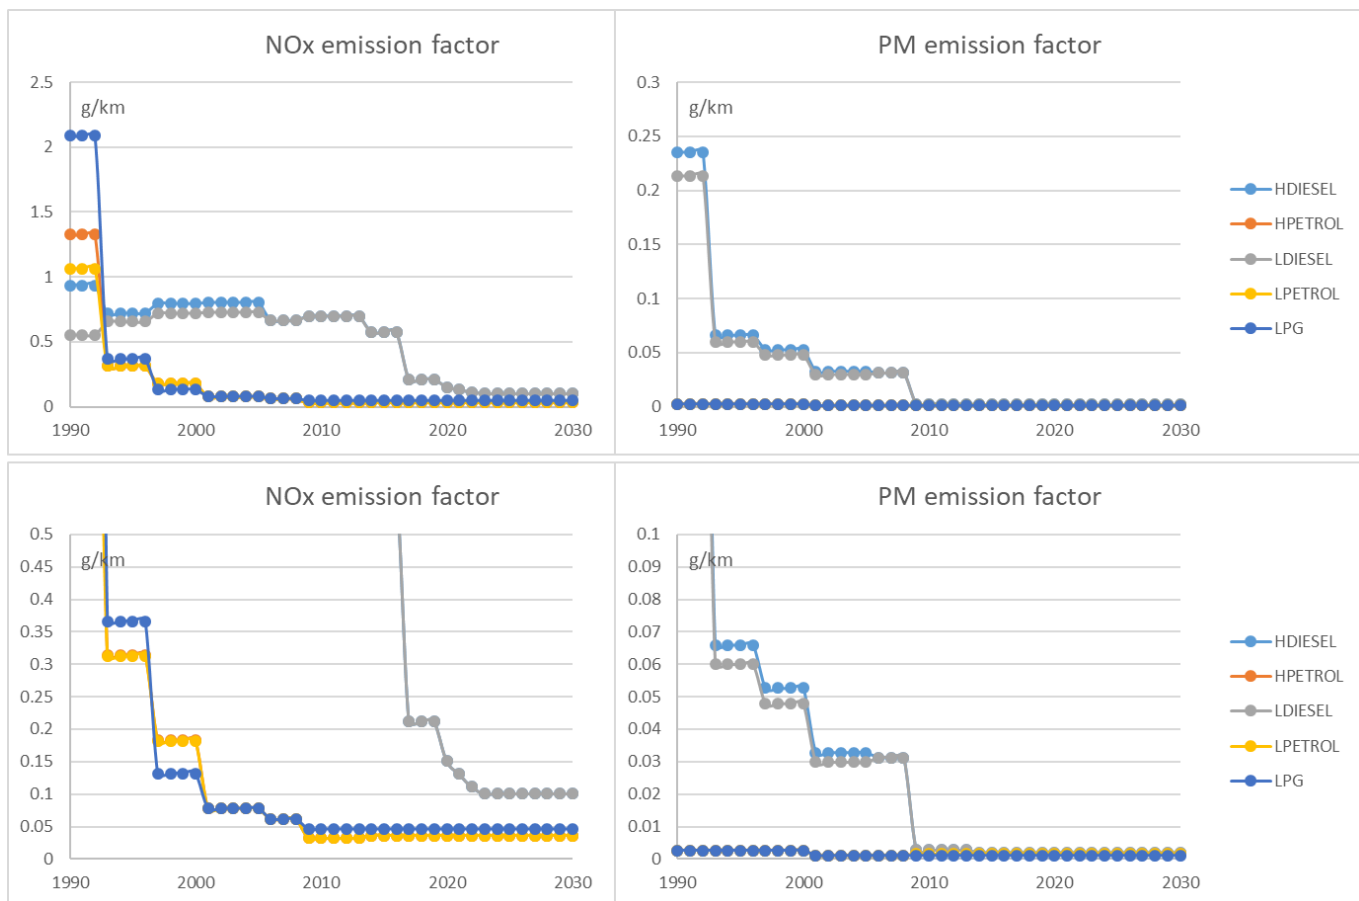 NOx emission factor
2.5
g/km
2
1.5
1
0.5
0
1990 2000 2010 2020 2030
PM emission factor
0.3
g/km
0.25
0.2
0.15
0.1
0.05
0
1990 2000 2010 2020 2030
HDIESEL
HPETROL
LDIESEL
LPETROL
LPG
NOx emission factor
0.5
g/km
0.45
0.4
0.35
0.3
0.25
0.2
0.15
0.1
0.05
0
1990 2000 2010 2020 2030
PM emission factor
0.1
0.09
g/km
0.08
0.07
0.06
0.05
0.04
0.03
0.02
0.01
0
1990 2000 2010 2020 2030
HDIESEL
HPETROL
LDIESEL
LPETROL
LPG